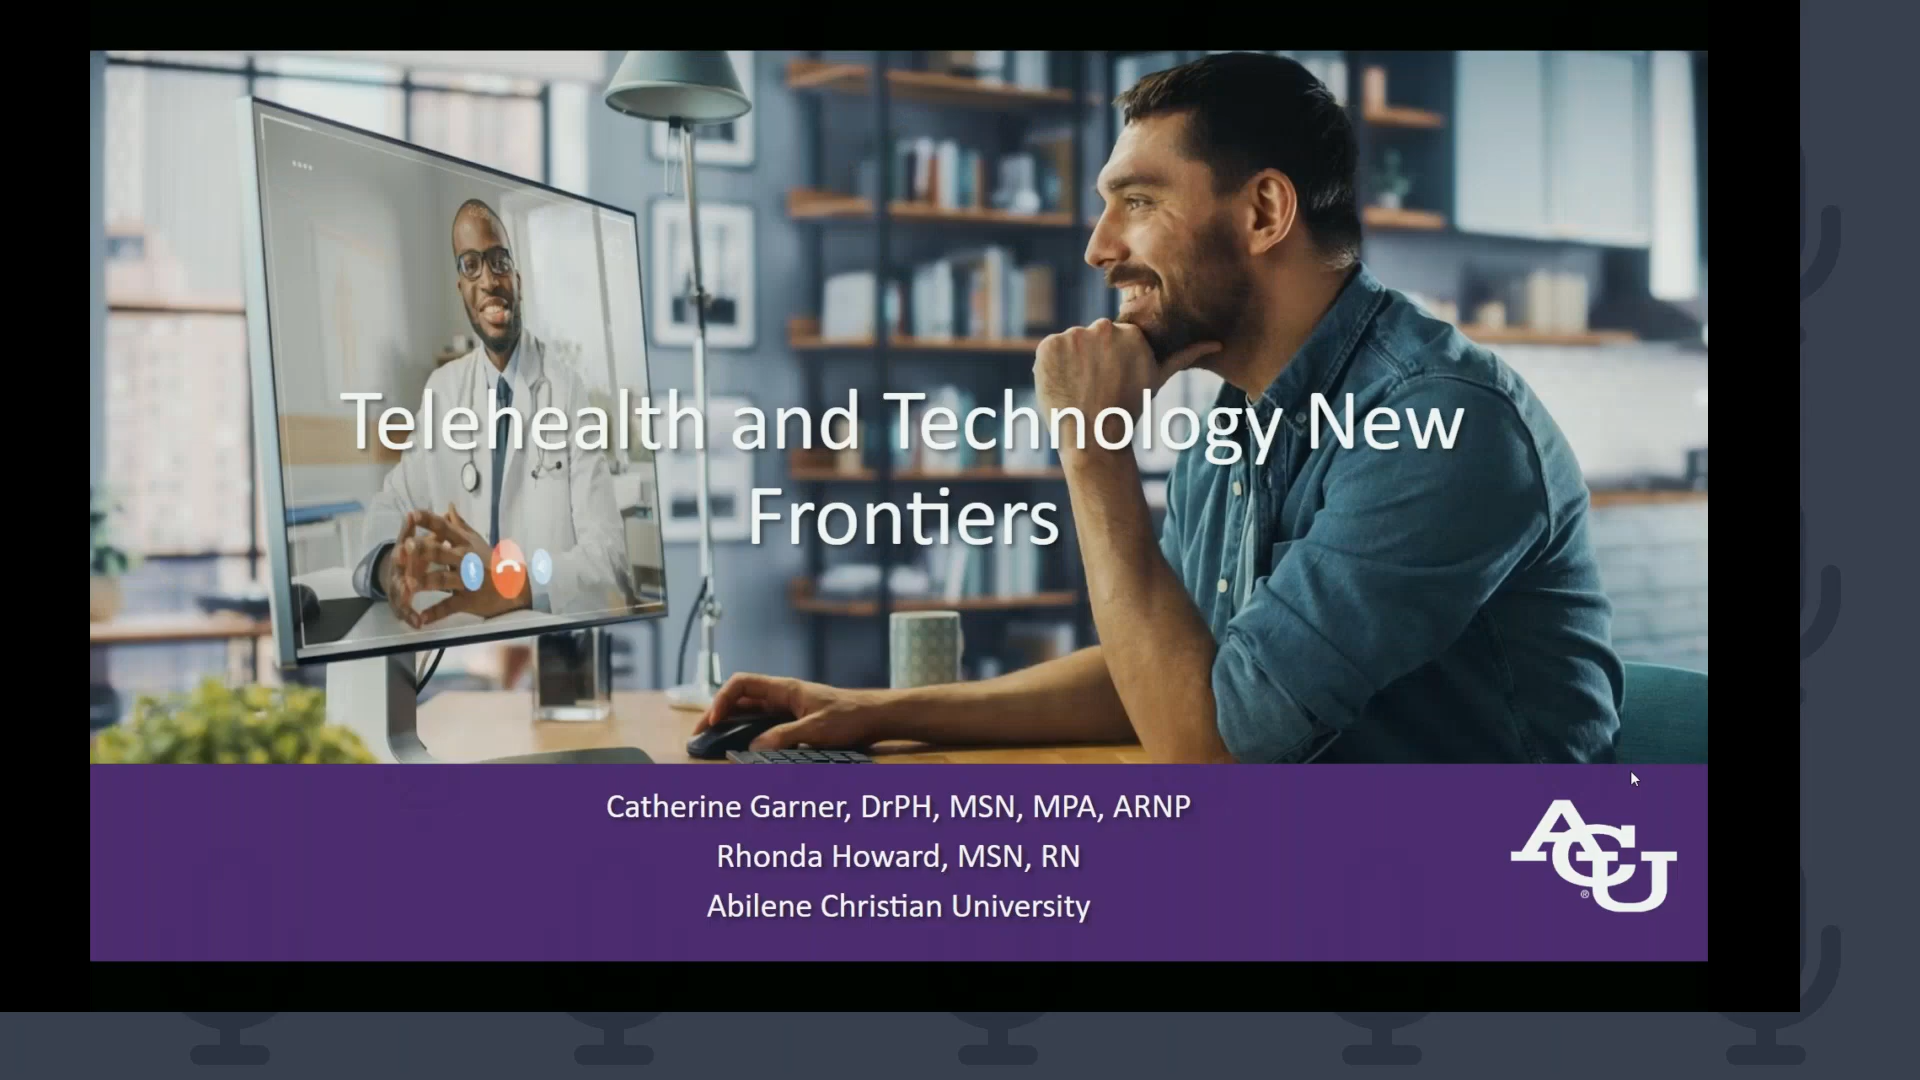 Telehealth and Technology New
Frontiers
Catherine Garner, DrPH, MSN, MPA, ARNP
Rhonda Howard, MSN, RN
Abilene Christian University
ACU
®